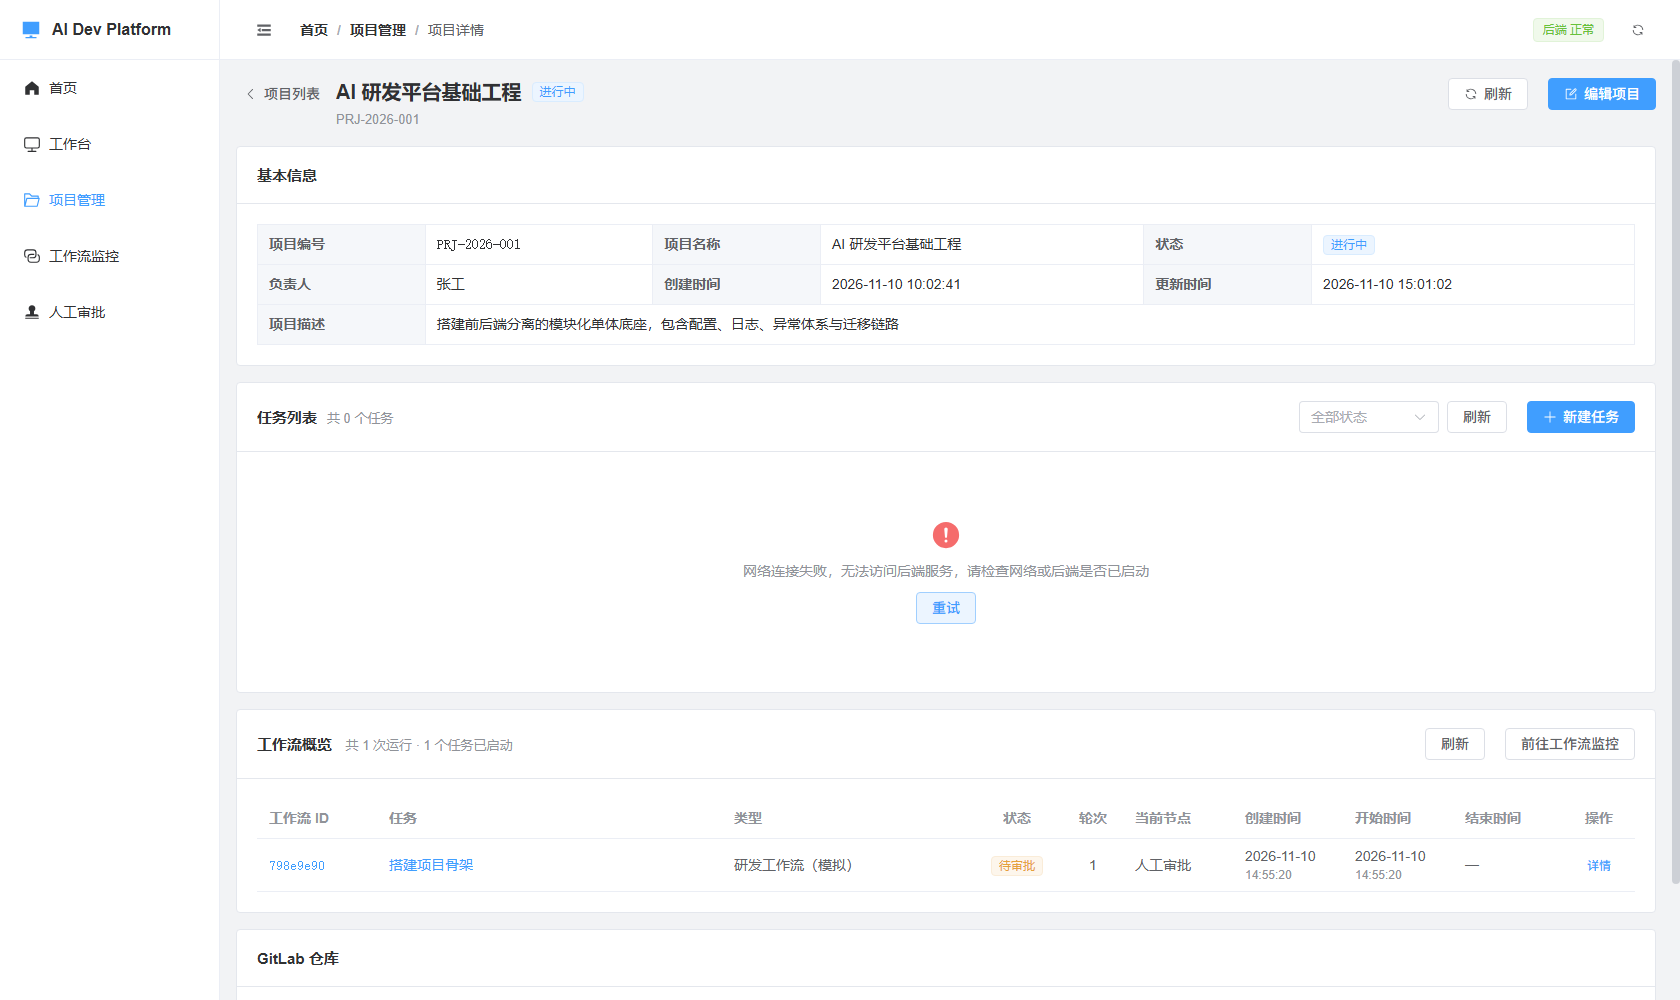 AI Dev Platform
首页 / 项目管理 / 项目详情
后端 正常
首页
工作台
项目管理
工作流监控
人工审批
项目列表
AI 研发平台基础工程
进行中
PRJ-2026-001
刷新
编辑项目
基本信息
项目编号 PRJ-2026-001 项目名称 AI 研发平台基础工程 状态 进行中
负责人 张工 创建时间 2026-11-10 10:02:41 更新时间 2026-11-10 15:01:02
项目描述 搭建前后端分离的模块化单体底座，包含配置、日志、异常体系与迁移链路
任务列表 共 0 个任务
全部状态
刷新
新建任务
网络连接失败，无法访问后端服务，请检查网络或后端是否已启动
重试
工作流概览 共 1 次运行 · 1 个任务已启动
刷新
前往工作流监控
工作流 ID 任务 类型 状态 轮次 当前节点 创建时间 开始时间 结束时间 操作
798e9e90 搭建项目骨架 研发工作流（模拟） 待审批 1 人工审批 2026-11-10 2026-11-10 — 详情
14:55:20 14:55:20
GitLab 仓库